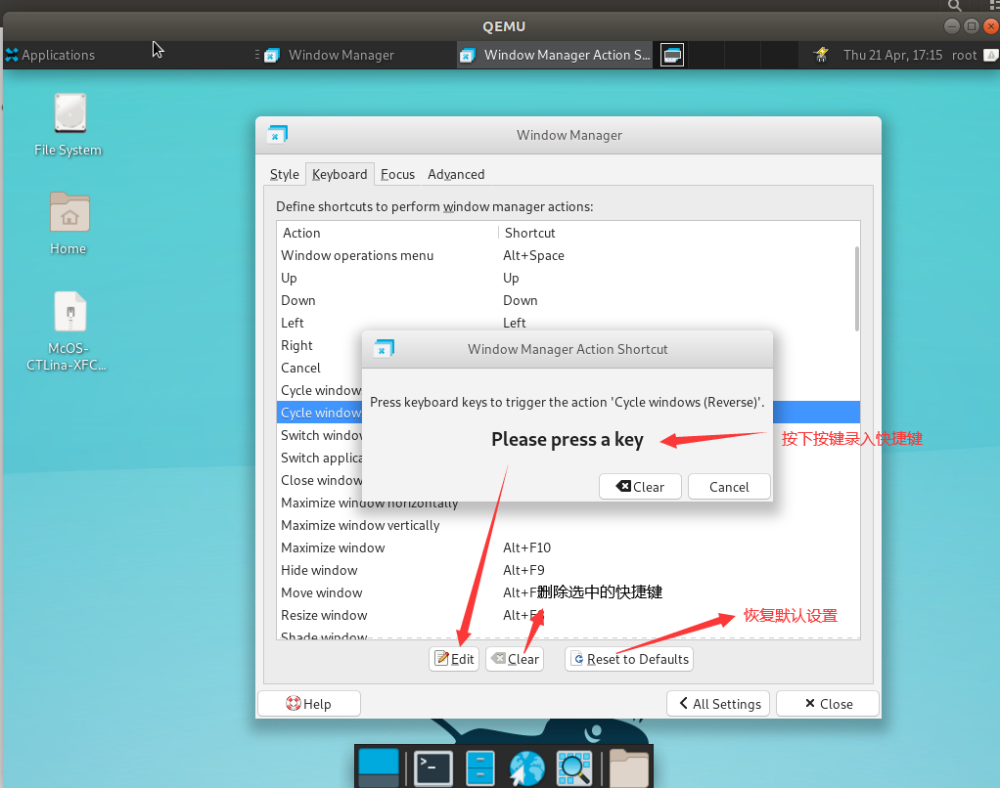 QEMU
Applications
Window Manager
Window Manager Action S...
Thu 21 Apr, 17:15
root
File System
Home
McOS-
CTLina-XFC...
Window Manager
Style
Keyboard
Focus
Advanced
Define shortcuts to perform window manager actions:
Action Shortcut
Window operations menu Alt+Space
Up Up
Down Down
Left Left
Right
Cancel
Cycle window
Cycle window
Switch window
Switch applica
Close window
Maximize window horizontally
Maximize window vertically
Maximize window Alt+F10
Hide window Alt+F9
Move window Alt+F
Resize window Alt+F8
Shade window
Window Manager Action Shortcut
Press keyboard keys to trigger the action 'Cycle windows (Reverse)'.
Please press a key
Clear
Cancel
按下按键录入快捷键
删除选中的快捷键
恢复默认设置
Edit
Clear
Reset to Defaults
Help
All Settings
Close